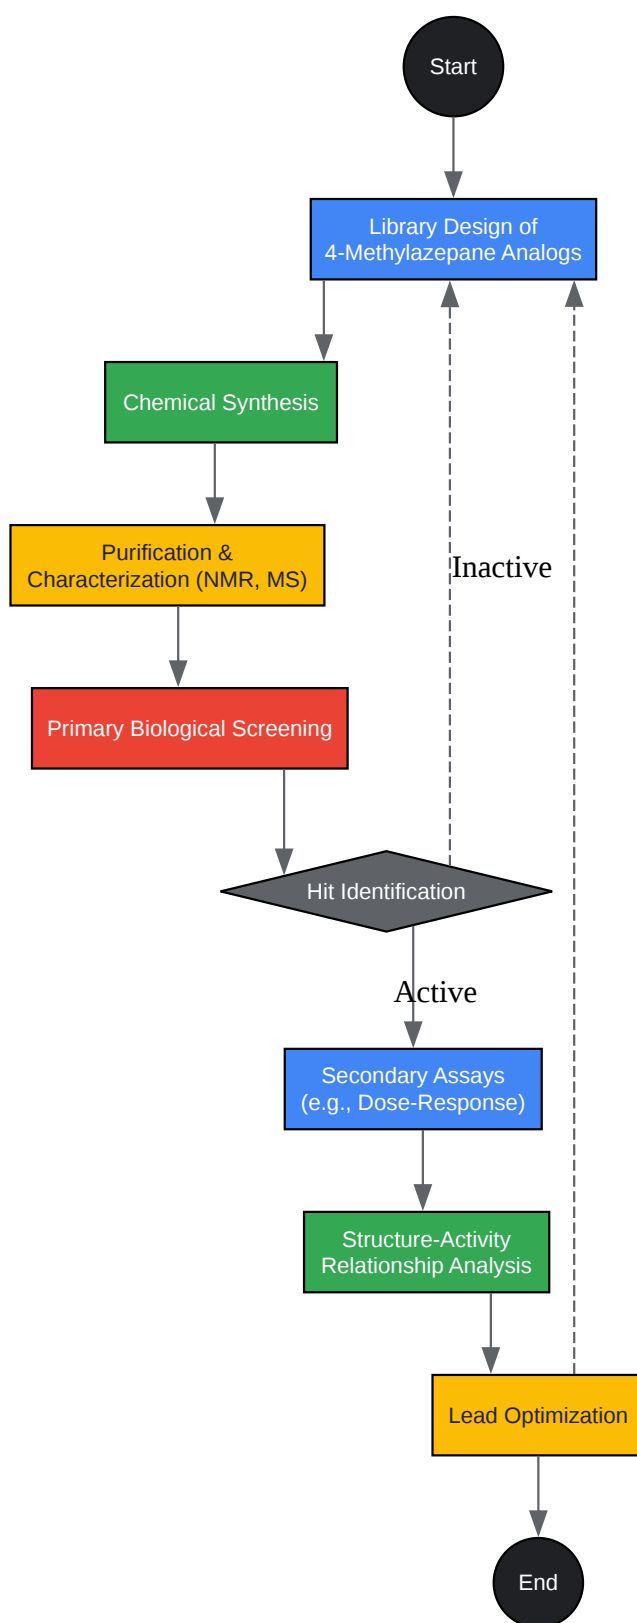 Start
Library Design of
4-Methylazepane Analogs
Chemical Synthesis
Purification &
Characterization (NMR, MS)
Inactive
Primary Biological Screening
Hit Identification
Active
Secondary Assays
(e.g., Dose-Response)
Structure-Activity
Relationship Analysis
Lead Optimization
End